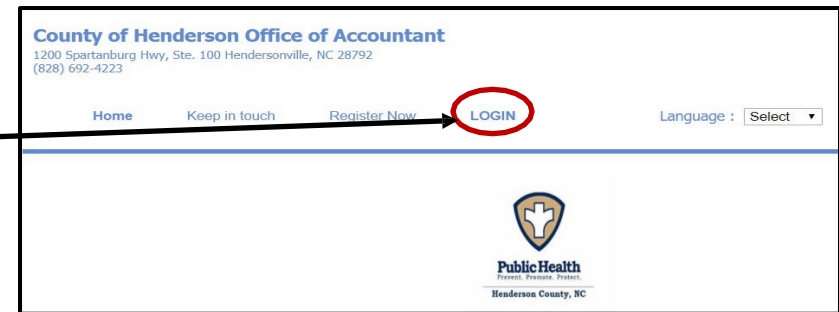 County of Henderson Office of Accountant
1200 Spartanburg Hwy, Ste. 100 Hendersonville, NC 28792
(828) 692-4223
Home Keep in touch Register Now LOGIN Language : Select
Public Health
Prevent. Promote. Protect.
Henderson County, NC